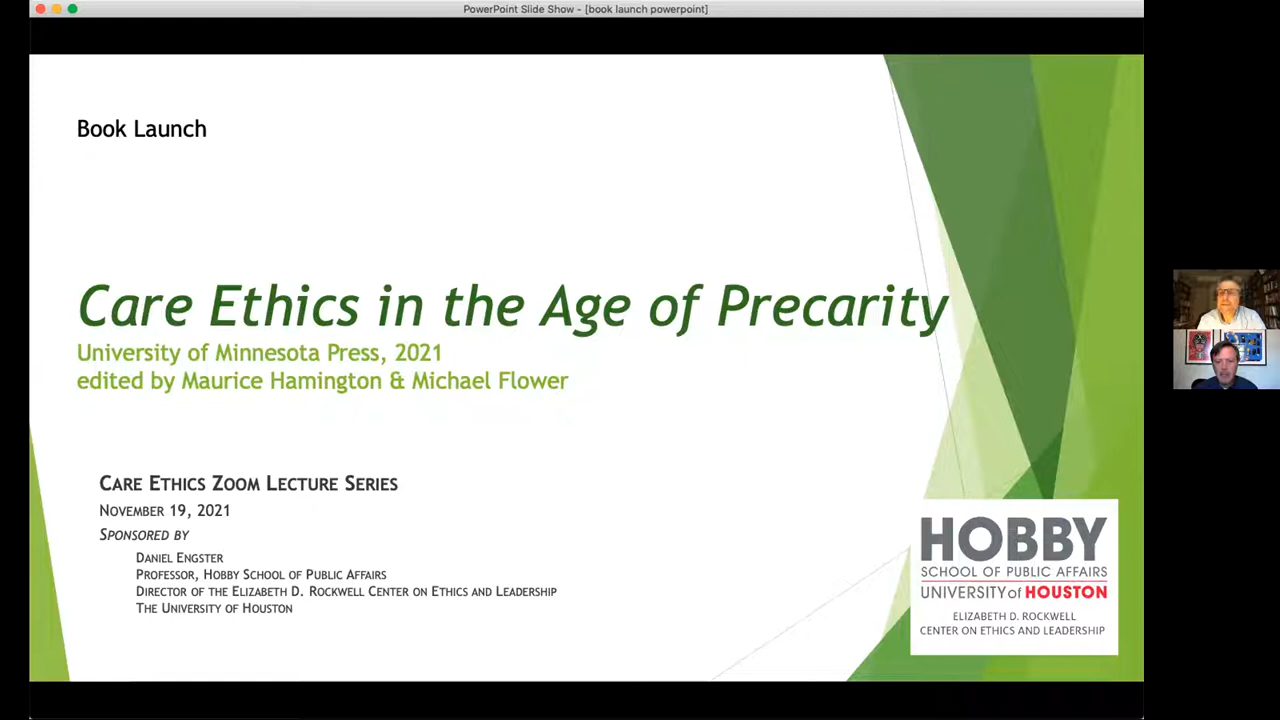 PowerPoint Slide Show - [book launch powerpoint]
Book Launch
Care Ethics in the Age of Precarity
University of Minnesota Press, 2021
edited by Maurice Hamington & Michael Flower
CARE ETHICS ZOOM LECTURE SERIES
NOVEMBER 19, 2021
SPONSORED BY
DANIEL ENGSTER
PROFESSOR, HOBBY SCHOOL OF PUBLIC AFFAIRS
DIRECTOR OF THE ELIZABETH D. ROCKWELL CENTER ON ETHICS AND LEADERSHIP
THE UNIVERSITY OF HOUSTON
HOBBY
SCHOOL OF PUBLIC AFFAIRS
UNIVERSITY of HOUSTON
ELIZABETH D. ROCKWELL
CENTER ON ETHICS AND LEADERSHIP